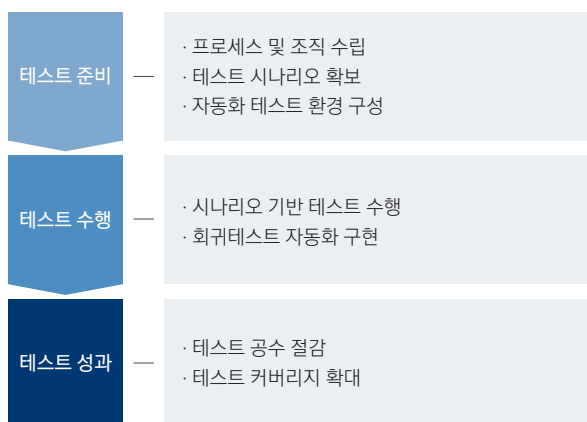 테스트 준비
· 프로세스 및 조직 수립
· 테스트 시나리오 확보
· 자동화 테스트 환경 구성
테스트 수행
· 시나리오 기반 테스트 수행
· 회귀테스트 자동화 구현
테스트 성과
· 테스트 공수 절감
· 테스트 커버리지 확대